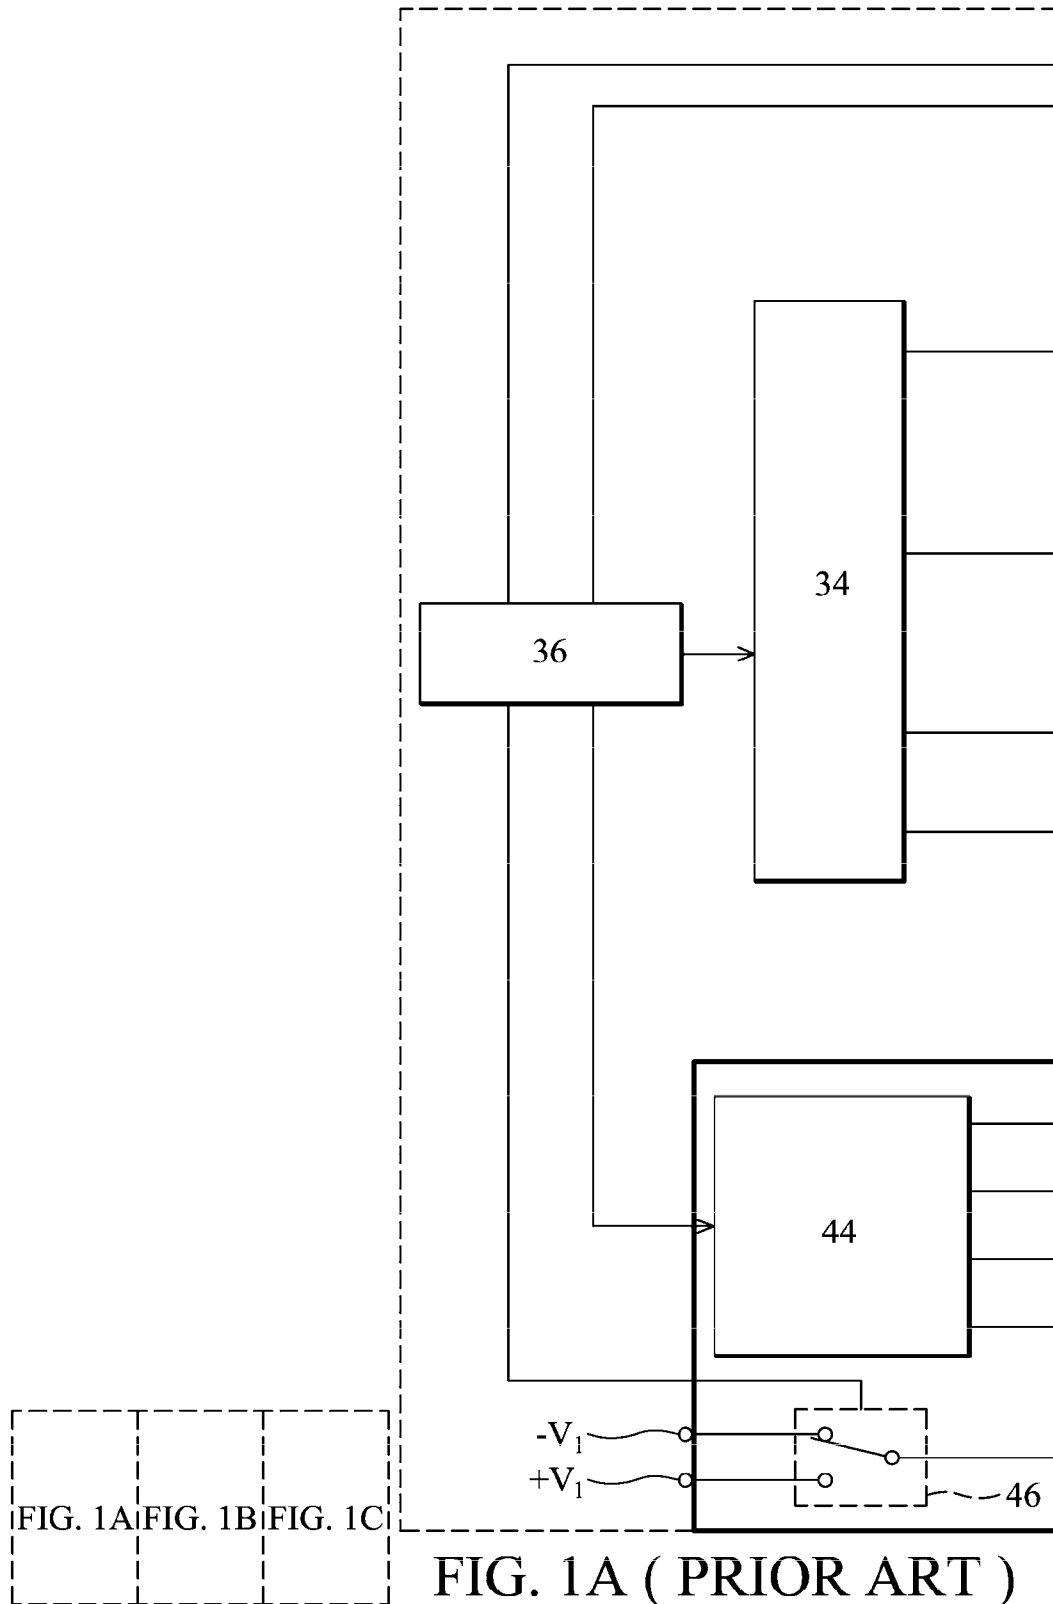 34
36
44
-V1
+V1
46
FIG. 1A FIG. 1B FIG. 1C
FIG. 1A ( PRIOR ART )